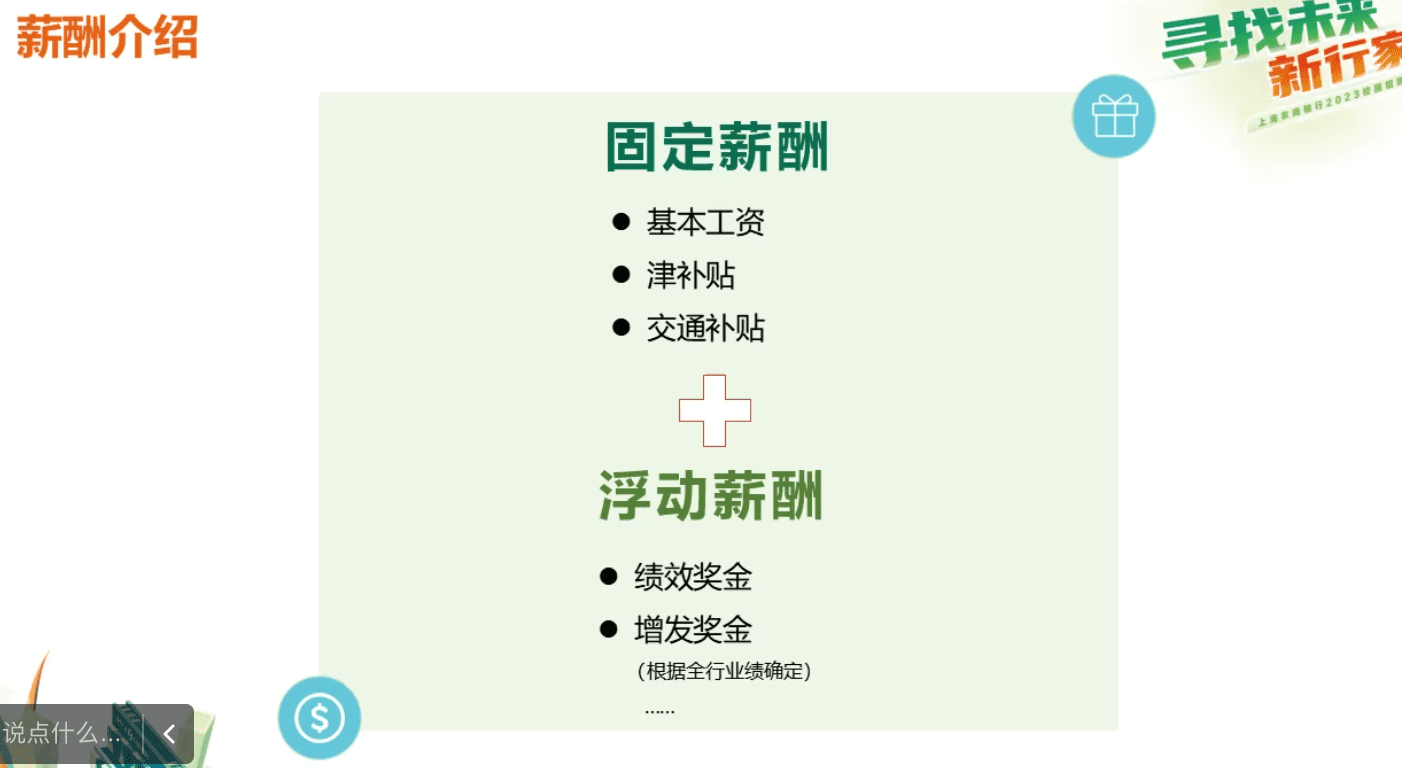 薪酬介绍
寻找未来
新行家
上海农商银行2023校园招聘
固定薪酬
● 基本工资
● 津补贴
● 交通补贴
浮动薪酬
● 绩效奖金
● 增发奖金
（根据全行业绩确定）
……
说点什么...